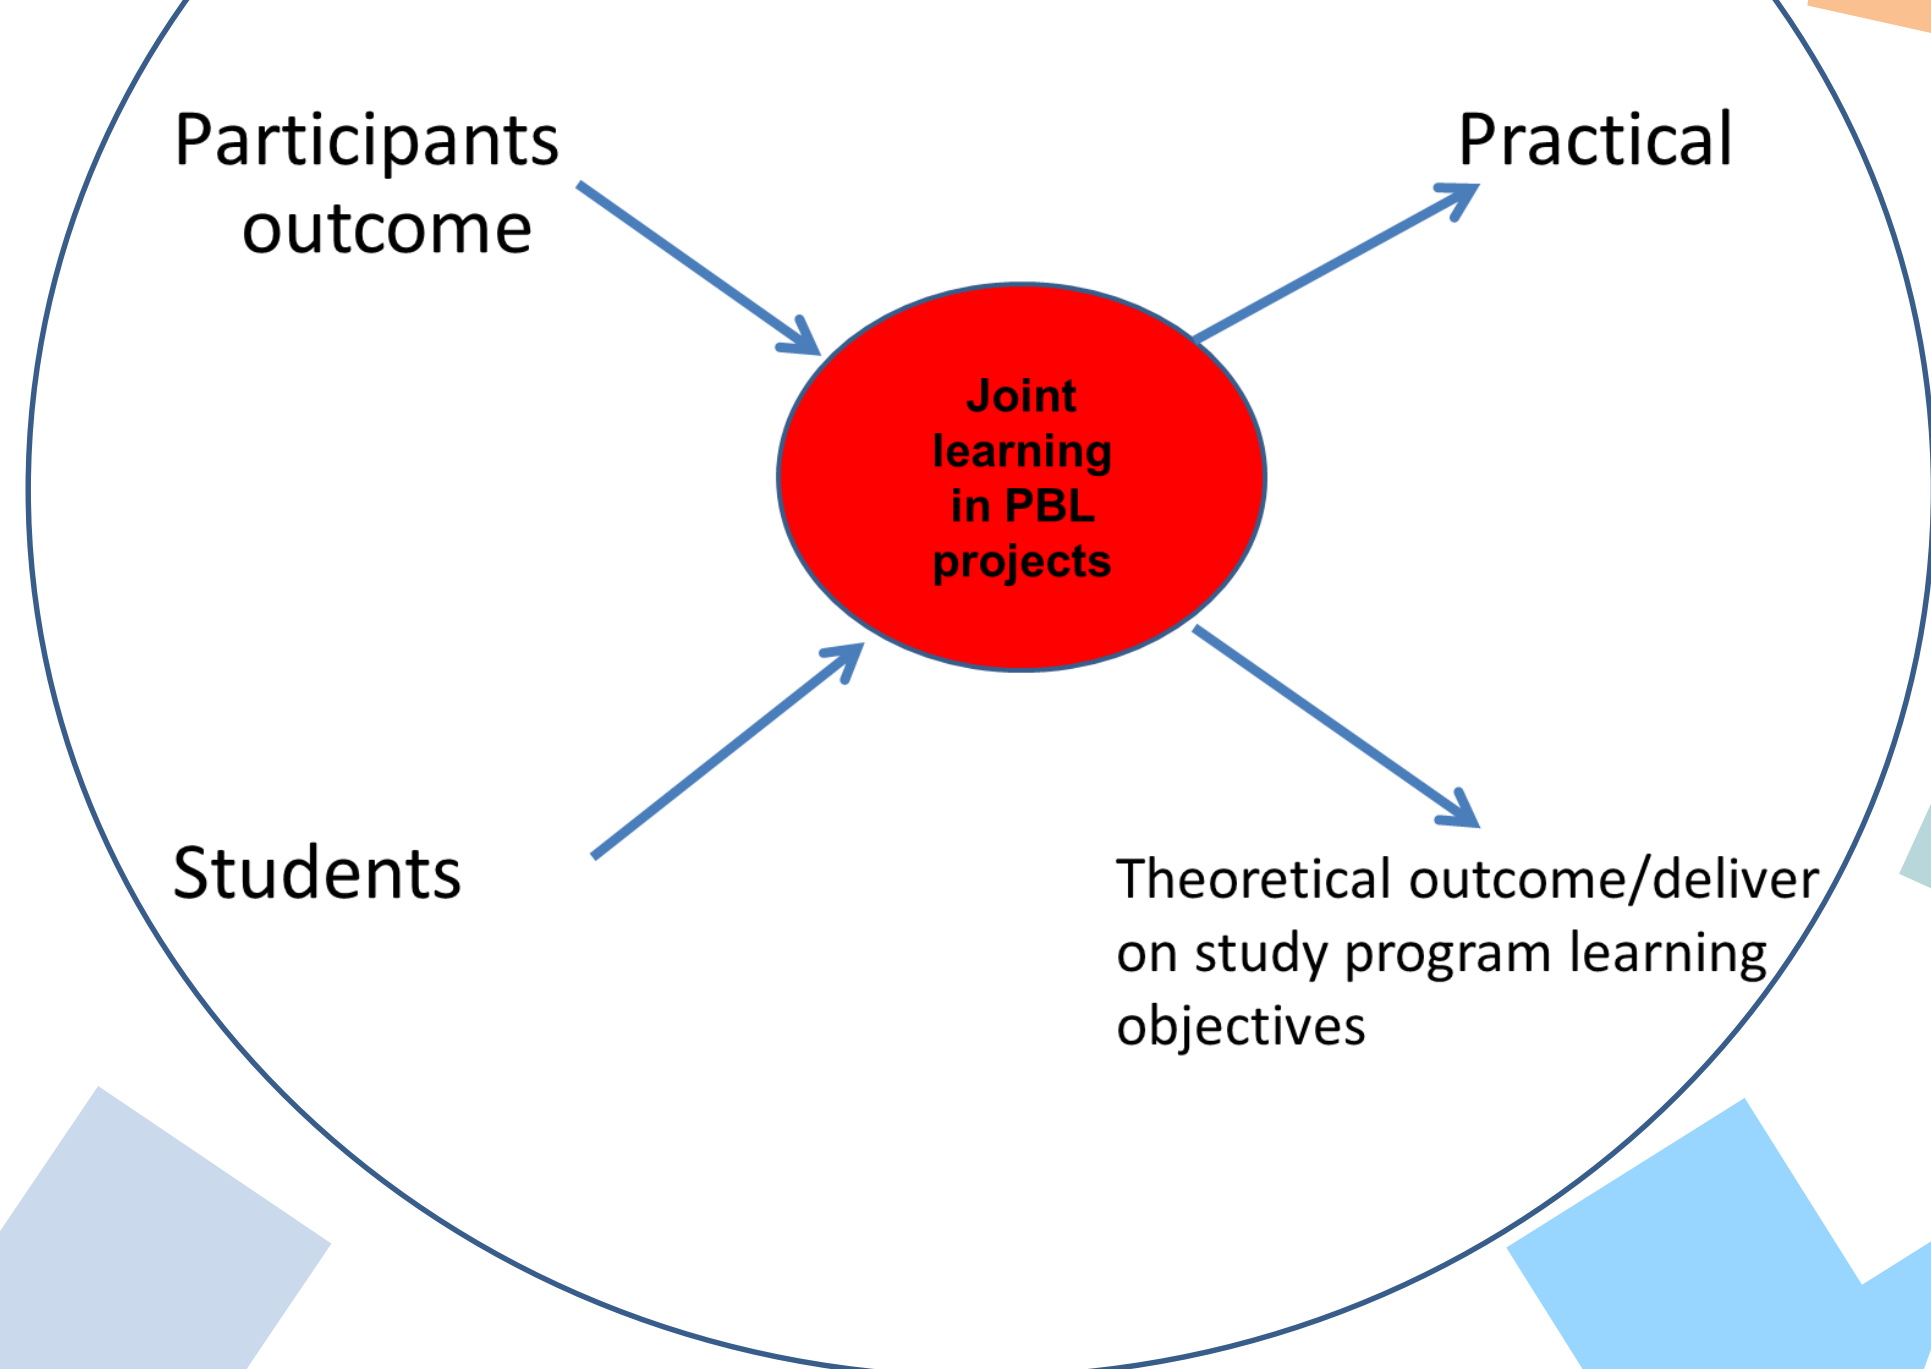 Participants
outcome
Practical
Joint
learning
in PBL
projects
Students
Theoretical outcome/deliver
on study program learning
objectives